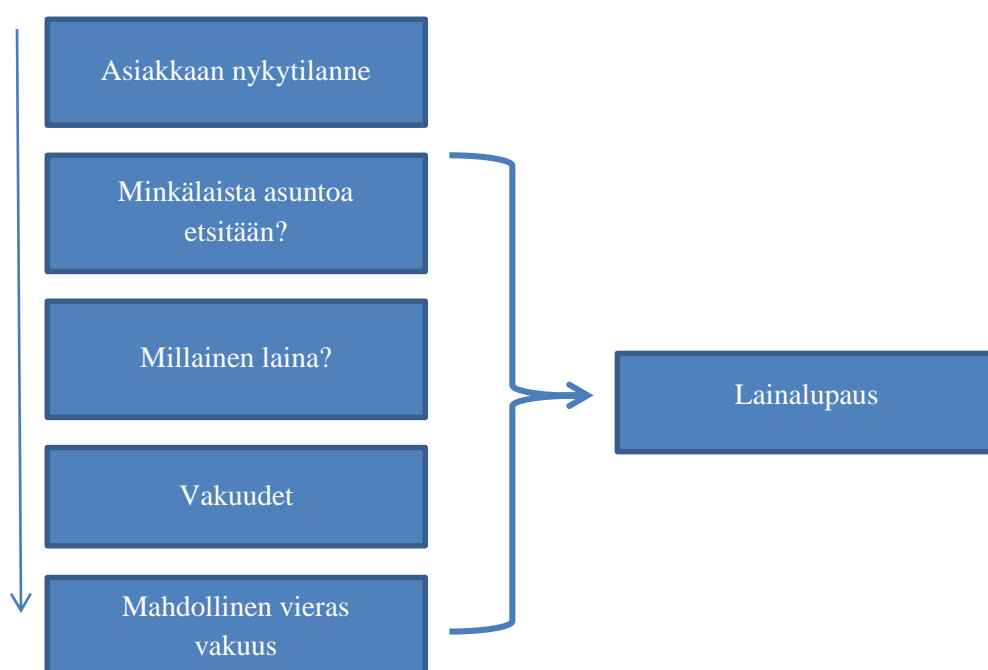 Asiakkaan nykytilanne
Minkälaista asuntoa
etsitään?
Millainen laina?
Vakuudet
Mahdollinen vieras
vakuus
Lainalupaus